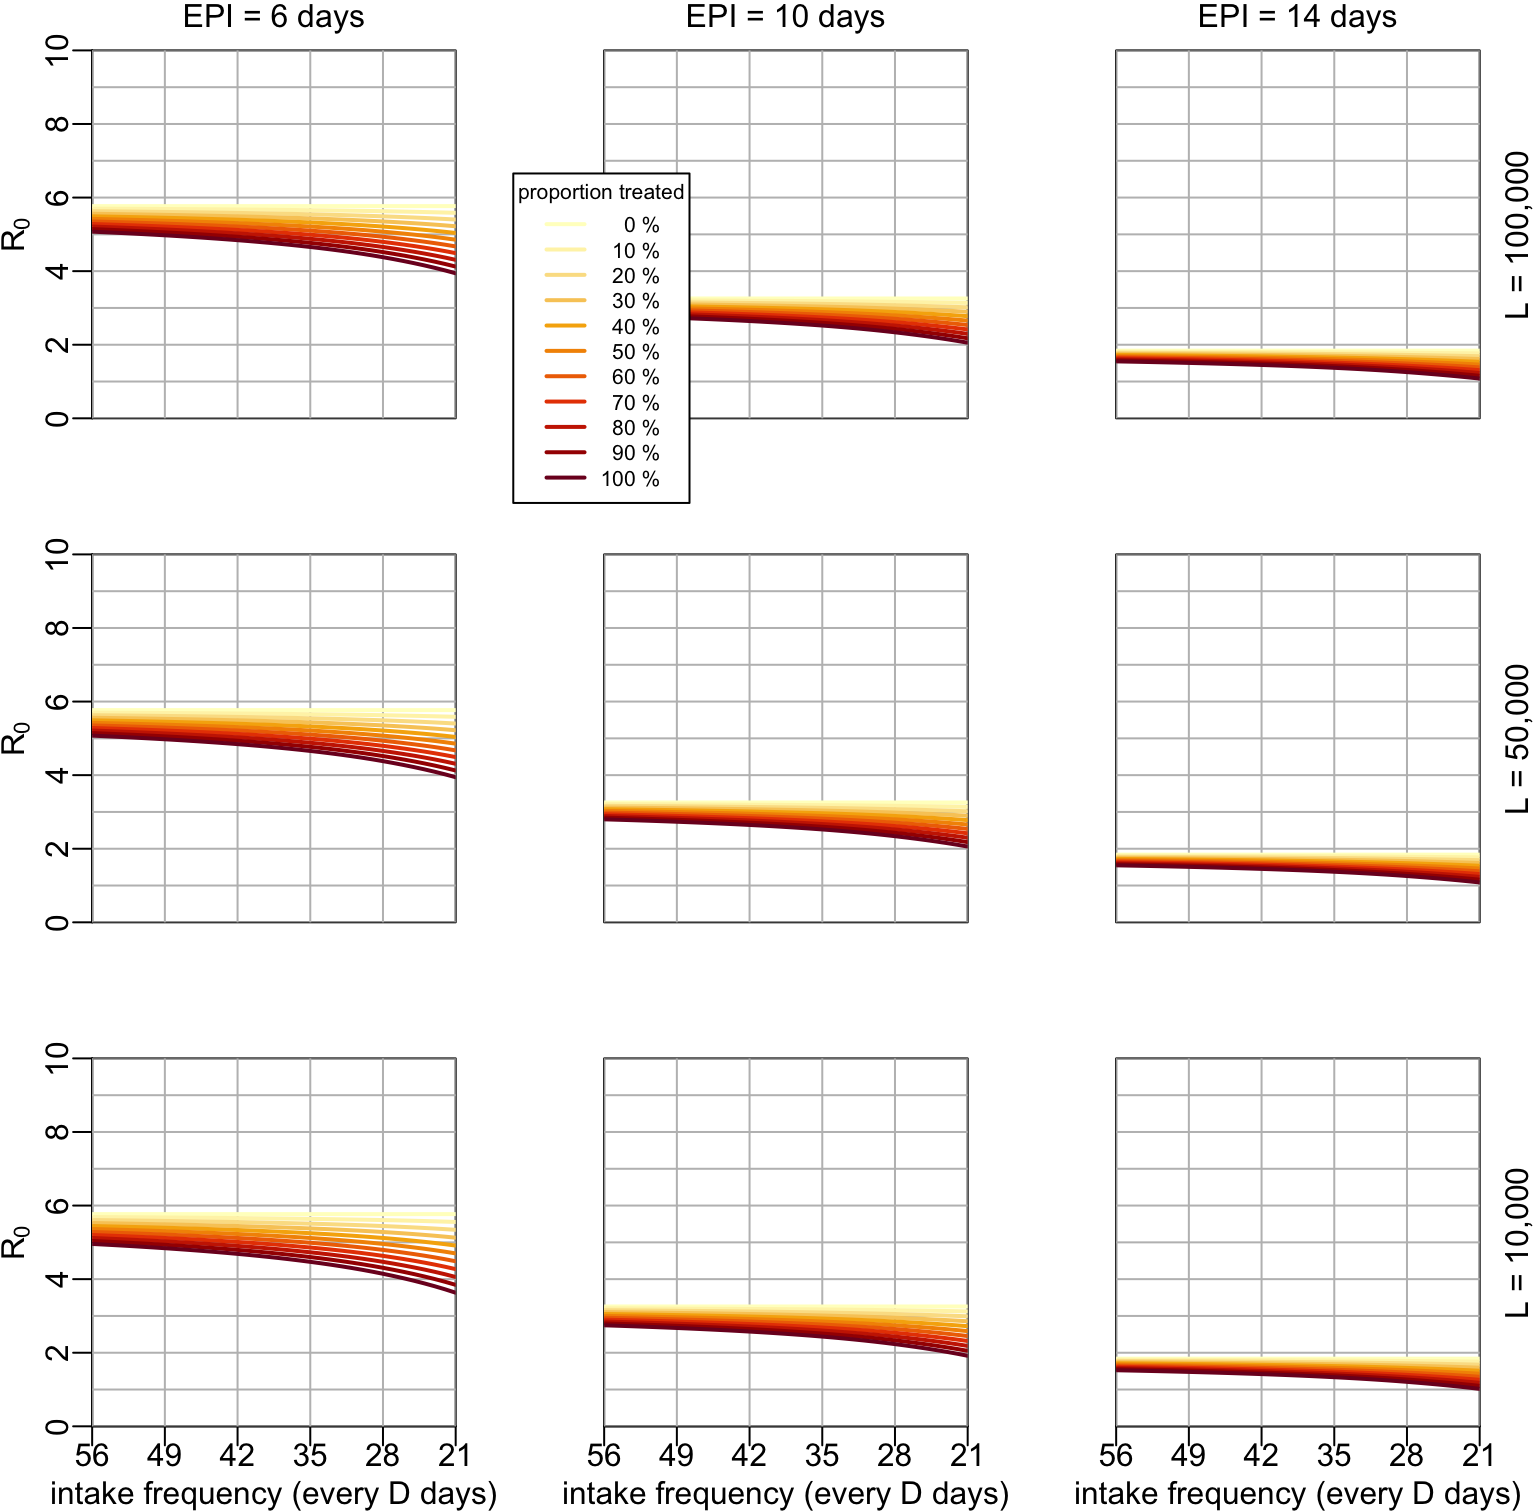 EPI = 6 days
EPI = 10 days
EPI = 14 days
10
8
6
4
2
0
R0
proportion treated
0 %
10 %
20 %
30 %
40 %
50 %
60 %
70 %
80 %
90 %
100 %
L = 100,000
10
8
6
4
2
0
R0
L = 50,000
10
8
6
4
2
0
R0
L = 10,000
56 49 42 35 28 21
56 49 42 35 28 21
56 49 42 35 28 21
intake frequency (every D days)
intake frequency (every D days)
intake frequency (every D days)